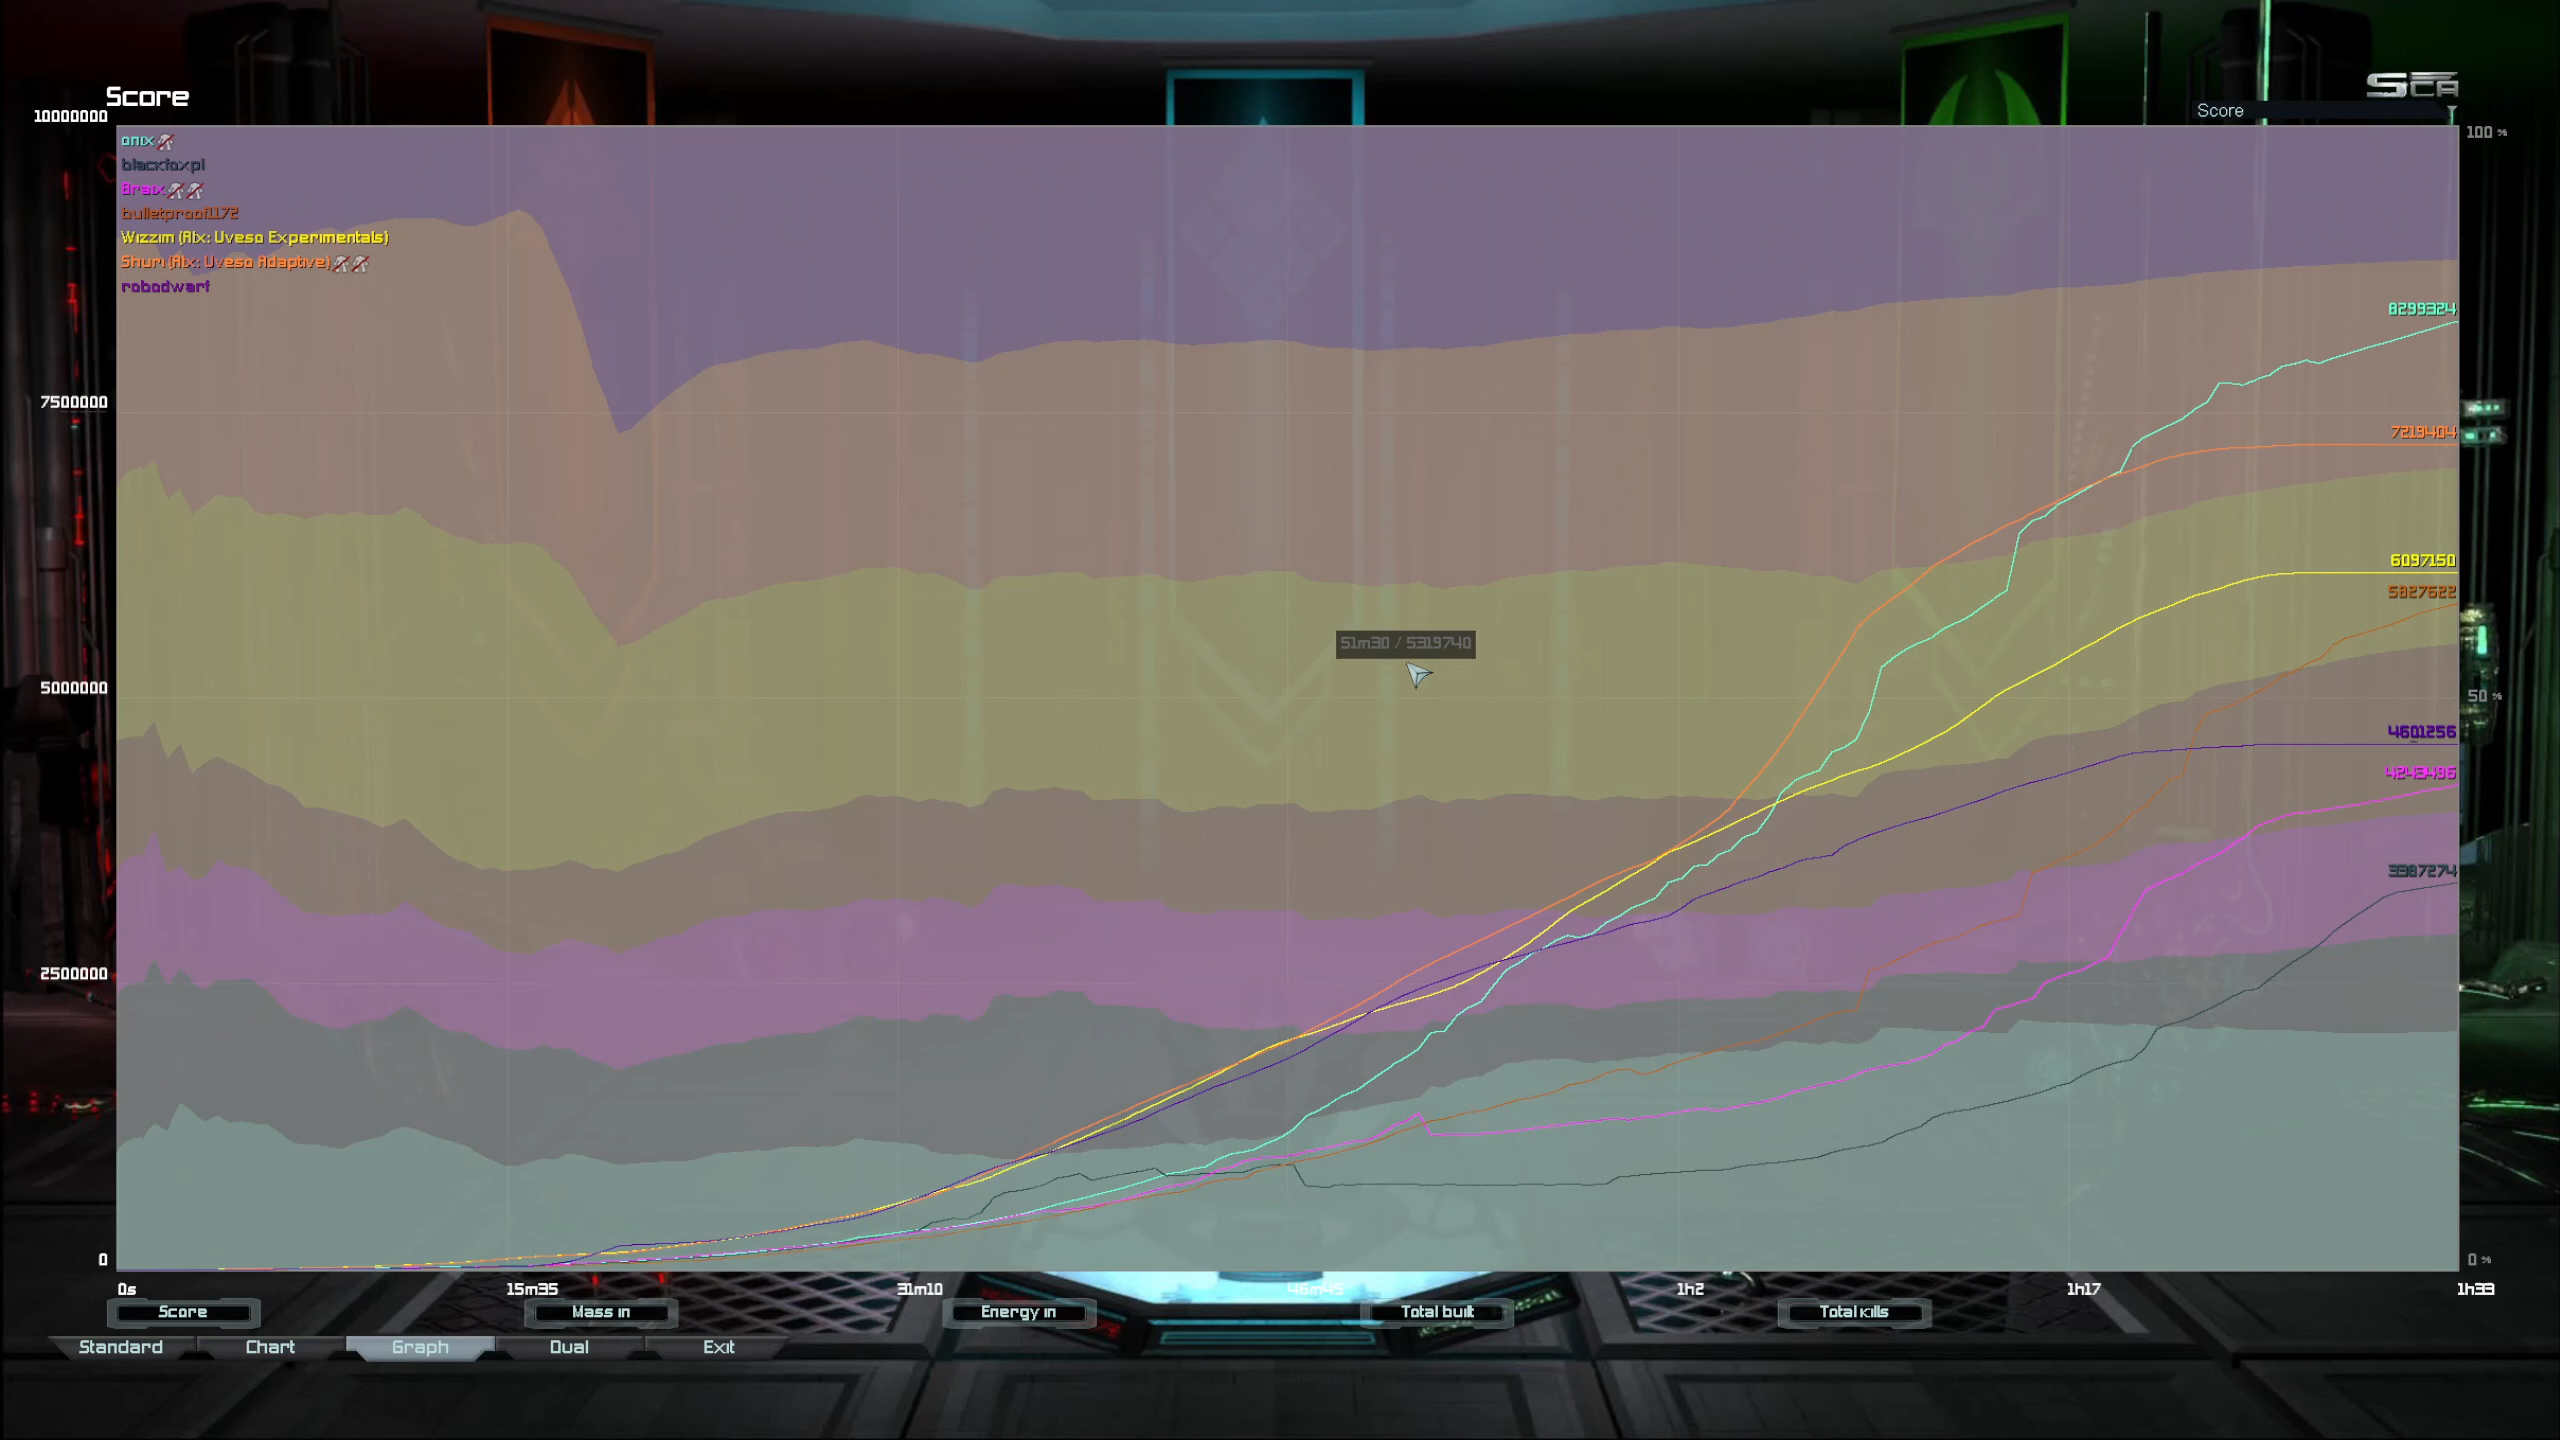 Score
SCA
Score
10000000
7500000
5000000
2500000
0
onix
blackfoxpl
Braix
bulletproof1172
Wizzim (AIx: Uveso Experimentals)
Shuri (AIx: Uveso Adaptive)
robodwarf
100 %
50 %
0 %
8299324
7213404
6097150
5827622
4601256
4243496
3387274
51m30 / 5319740
0s
15m35
31m10
46m45
1h2
1h17
1h33
Score
Mass in
Energy in
Total built
Total kills
Standard
Chart
Graph
Dual
Exit